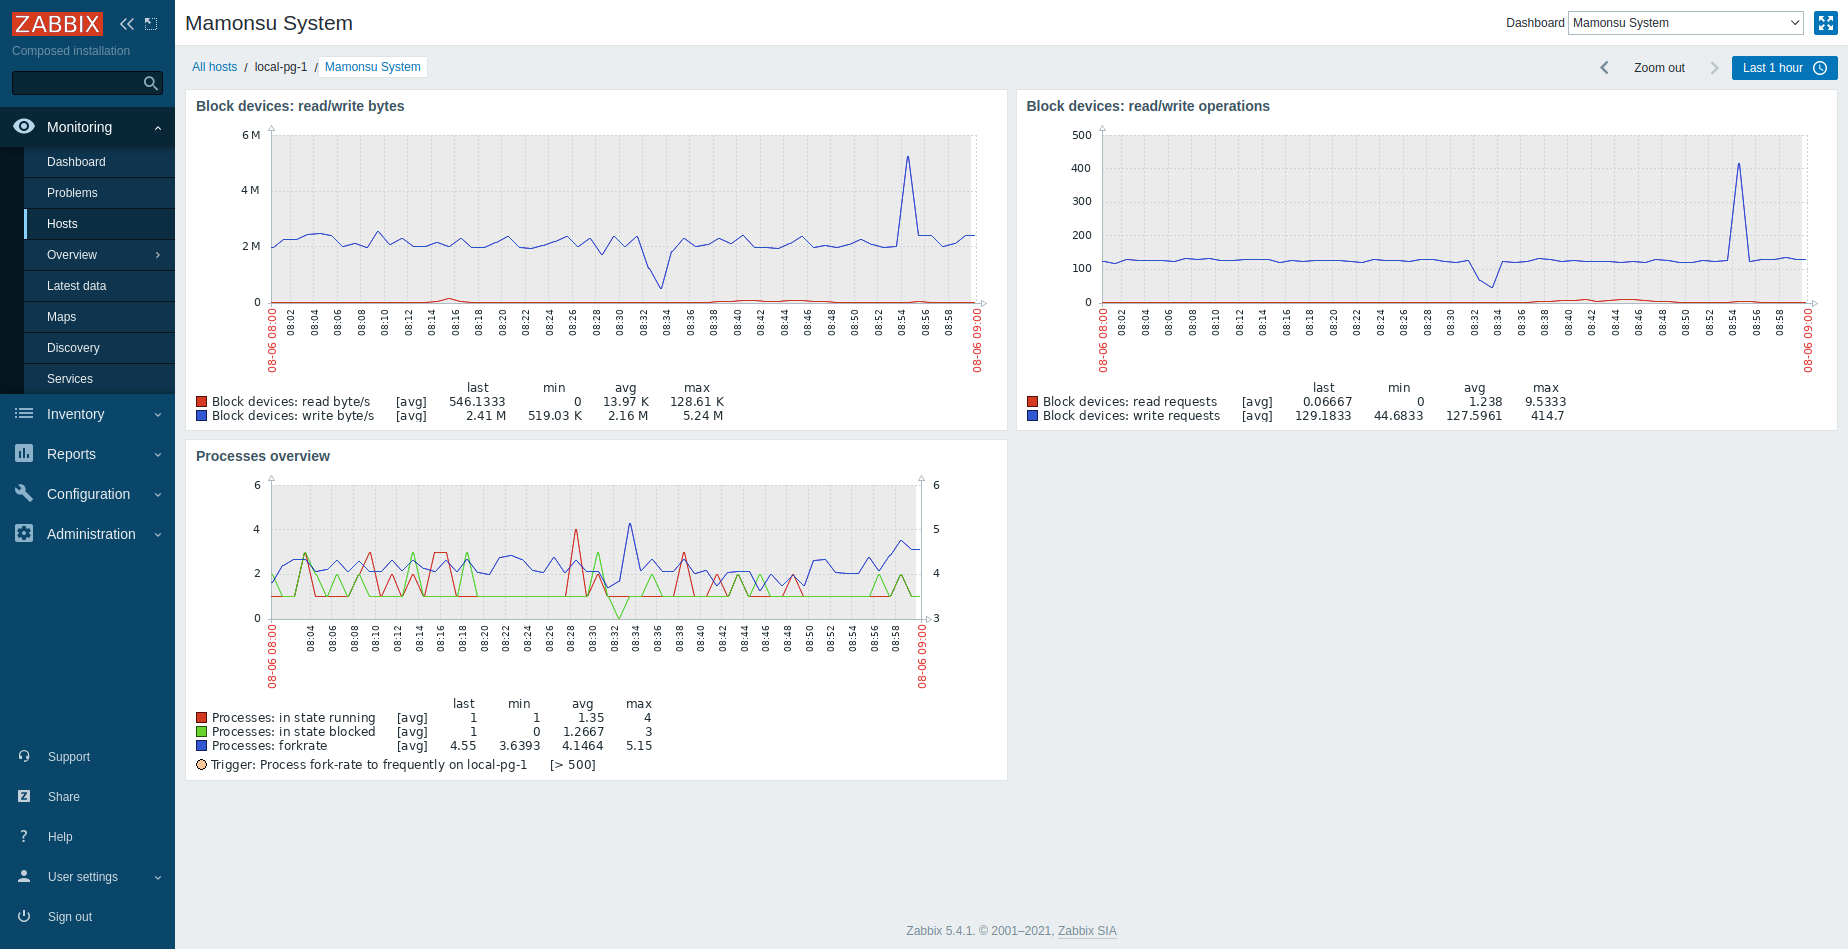 ZABBIX
Composed installation
Monitoring
Dashboard
Problems
Hosts
Overview
Latest data
Maps
Discovery
Services
Inventory
Reports
Configuration
Administration
Support
Share
Help
User settings
Sign out
Mamonsu System
Dashboard Mamonsu System
All hosts / local-pg-1 / Mamonsu System
Zoom out Last 1 hour
Block devices: read/write bytes
6 M
4 M
2 M
0
08-06 08:00 08:02 08:04 08:06 08:08 08:10 08:12 08:14 08:16 08:18 08:20 08:22 08:24 08:26 08:28 08:30 08:32 08:34 08:36 08:38 08:40 08:42 08:44 08:46 08:48 08:50 08:52 08:54 08:56 08:58 08-06 09:00
last min avg max
Block devices: read byte/s [avg] 546.1333 0 13.97 K 128.61 K
Block devices: write byte/s [avg] 2.41 M 519.03 K 2.16 M 5.24 M
Block devices: read/write operations
500
400
300
200
100
0
08-06 08:00 08:02 08:04 08:06 08:08 08:10 08:12 08:14 08:16 08:18 08:20 08:22 08:24 08:26 08:28 08:30 08:32 08:34 08:36 08:38 08:40 08:42 08:44 08:46 08:48 08:50 08:52 08:54 08:56 08:58 08-06 09:00
last min avg max
Block devices: read requests [avg] 0.06667 0 1.238 9.5333
Block devices: write requests [avg] 129.1833 44.6833 127.5961 414.7
Processes overview
6 6
4 5
2 4
0 3
08-06 08:00 08:04 08:06 08:08 08:10 08:12 08:14 08:16 08:18 08:20 08:22 08:24 08:26 08:28 08:30 08:32 08:34 08:36 08:38 08:40 08:42 08:44 08:46 08:48 08:50 08:52 08:54 08:56 08:58 08-06 09:00
last min avg max
Processes: in state running [avg] 1 1 1.35 4
Processes: in state blocked [avg] 1 0 1.2667 3
Processes: forkrate [avg] 4.55 3.6393 4.1464 5.15
Trigger: Process fork-rate to frequently on local-pg-1 [> 500]
Zabbix 5.4.1. © 2001–2021, Zabbix SIA